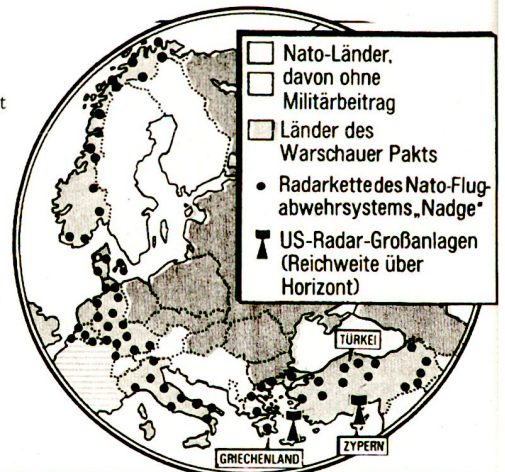 t
Nato-Länder,
davon ohne
Militärbeitrag
Länder des
Warschauer Pakts
Radarkette des Nato-Flug-
abwehrsystems „Nadge“
US-Radar-Großanlagen
(Reichweite über
Horizont)
TÜRKEI
GRIECHENLAND
ZYPERN